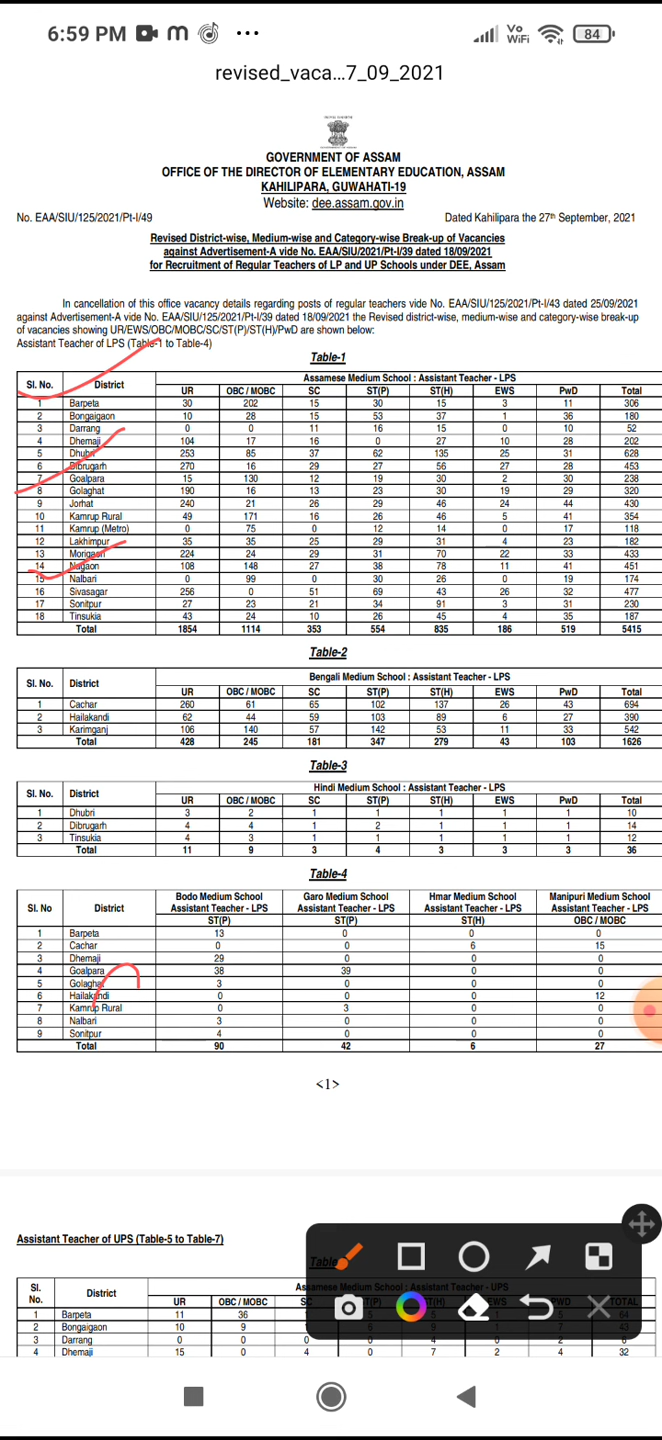 6:59 PM
Vo WiFi 84
revised_vaca...7_09_2021
GOVERNMENT OF ASSAM
OFFICE OF THE DIRECTOR OF ELEMENTARY EDUCATION, ASSAM
KAHILIPARA, GUWAHATI-19
Website: dee.assam.gov.in
No. EAA/SIU/125/2021/Pt-I/49 Dated Kahilipara the 27th September, 2021
Revised District-wise, Medium-wise and Category-wise Break-up of Vacancies
against Advertisement-A vide No. EAA/SIU/2021/Pt-I/39 dated 18/09/2021
for Recruitment of Regular Teachers of LP and UP Schools under DEE, Assam
In cancellation of this office vacancy details regarding posts of regular teachers vide No. EAA/SIU/125/2021/Pt-I/43 dated 25/09/2021
against Advertisement-A vide No. EAA/SIU/125/2021/Pt-I/39 dated 18/09/2021 the Revised district-wise, medium-wise and category-wise break-up
of vacancies showing UR/EWS/OBC/MOBC/SC/ST(P)/ST(H)/PwD are shown below:
Assistant Teacher of LPS (Table-1 to Table-4)
Table-1
Sl. No. District Assamese Medium School : Assistant Teacher - LPS
UR OBC / MOBC SC ST(P) ST(H) EWS PwD Total
1 Barpeta 30 202 15 30 15 3 11 306
2 Bongaigaon 10 28 15 53 37 1 36 180
3 Darrang 0 0 11 16 15 0 10 52
4 Dhemaji 104 17 16 0 27 10 28 202
5 Dhubri 253 85 37 62 135 25 31 628
6 Dibrugarh 270 16 29 27 56 27 28 453
7 Goalpara 15 130 12 19 30 2 30 238
8 Golaghat 190 16 13 23 30 19 29 320
9 Jorhat 240 21 26 29 46 24 44 430
10 Kamrup Rural 49 171 16 26 46 5 41 354
11 Kamrup (Metro) 0 75 0 12 14 0 17 118
12 Lakhimpur 35 35 25 29 31 4 23 182
13 Morigaon 224 24 29 31 70 22 33 433
14 Nagaon 108 148 27 38 78 11 41 451
15 Nalbari 0 99 0 30 26 0 19 174
16 Sivasagar 256 0 51 69 43 26 32 477
17 Sonitpur 27 23 21 34 91 3 31 230
18 Tinsukia 43 24 10 26 45 4 35 187
Total 1854 1114 353 554 835 186 519 5415
Table-2
Sl. No. District Bengali Medium School : Assistant Teacher - LPS
UR OBC / MOBC SC ST(P) ST(H) EWS PwD Total
1 Cachar 260 61 65 102 137 26 43 694
2 Hailakandi 62 44 59 103 89 6 27 390
3 Karimganj 106 140 57 142 53 11 33 542
Total 428 245 181 347 279 43 103 1626
Table-3
Sl. No. District Hindi Medium School : Assistant Teacher - LPS
UR OBC / MOBC SC ST(P) ST(H) EWS PwD Total
1 Dhubri 3 2 1 1 1 1 1 10
2 Dibrugarh 4 4 1 2 1 1 1 14
3 Tinsukia 4 3 1 1 1 1 1 12
Total 11 9 3 4 3 3 3 36
Table-4
Sl. No District Bodo Medium School Assistant Teacher - LPS Garo Medium School Assistant Teacher - LPS Hmar Medium School Assistant Teacher - LPS Manipuri Medium School Assistant Teacher - LPS
ST(P) ST(P) ST(H) OBC / MOBC
1 Barpeta 13 0 0 0
2 Cachar 0 0 6 15
3 Dhemaji 29 0 0 0
4 Goalpara 38 39 0 0
5 Golaghat 3 0 0 0
6 Hailakandi 0 0 0 12
7 Kamrup Rural 0 3 0 0
8 Nalbari 3 0 0 0
9 Sonitpur 4 0 0 0
Total 90 42 6 27
<1>
Assistant Teacher of UPS (Table-5 to Table-7)
Table
Sl. No. District Assamese Medium School : Assistant Teacher - UPS
UR OBC / MOBC SC ST(P) ST(H) EWS PWD TOTAL
1 Barpeta 11 36 64
2 Bongaigaon 10 9 43
3 Darrang 0 0 0 0 4 0 2 6
4 Dhemaji 15 0 4 0 7 2 4 32